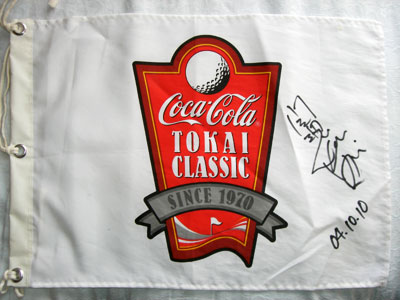 Coca-Cola
TOKAI
CLASSIC
SINCE 1970
04.10.10